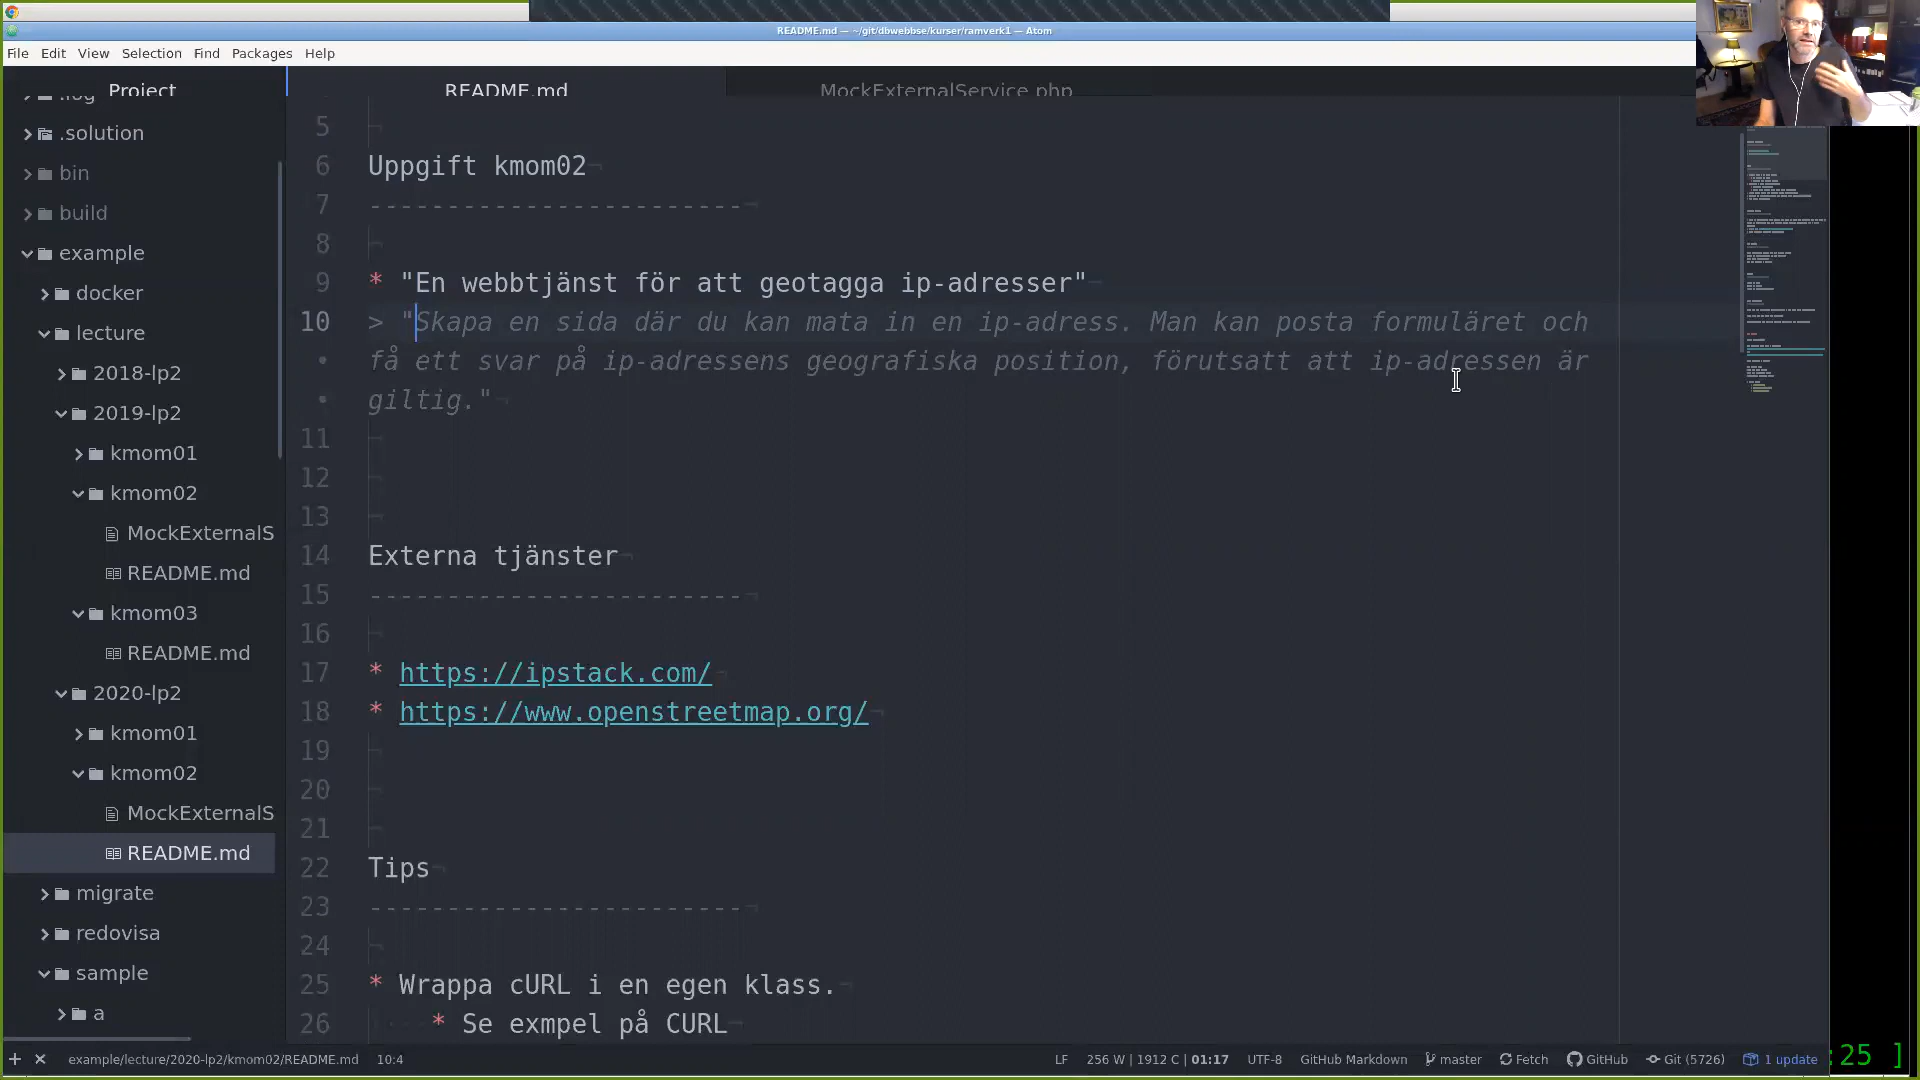 README.md — ~/git/dbwebbse/kurser/ramverk1 — Atom
File Edit View Selection Find Packages Help
Project
README.md
MockExternalService.php
.log
.solution
bin
build
example
docker
lecture
2018-lp2
2019-lp2
kmom01
kmom02
MockExternalS
README.md
kmom03
README.md
2020-lp2
kmom01
kmom02
MockExternalS
README.md
migrate
redovisa
sample
a
5
6 Uppgift kmom02
7 ------------------------
8
9 * "En webbtjänst för att geotagga ip-adresser"
10 > "Skapa en sida där du kan mata in en ip-adress. Man kan posta formuläret och
• få ett svar på ip-adressens geografiska position, förutsatt att ip-adressen är
• giltig."
11
12
13
14 Externa tjänster
15 ------------------------
16
17 * https://ipstack.com/
18 * https://www.openstreetmap.org/
19
20
21
22 Tips
23 ------------------------
24
25 * Wrappa cURL i en egen klass.
26 * Se exmpel på CURL
example/lecture/2020-lp2/kmom02/README.md 10:4
LF 256 W | 1912 C | 01:17 UTF-8 GitHub Markdown master Fetch GitHub Git (5726) 1 update
:25 ]